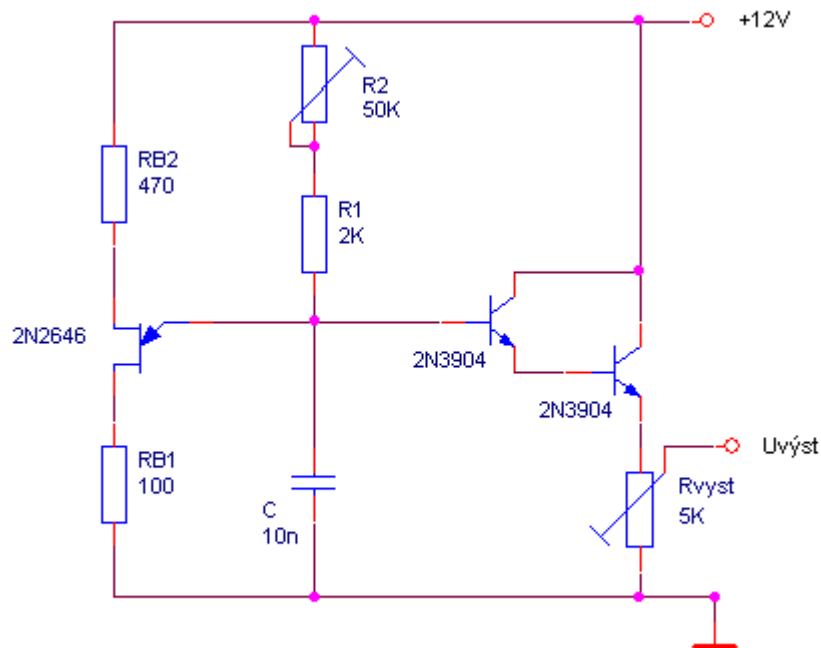 +12V
R2
50K
RB2
470
R1
2K
2N2646
2N3904
2N3904
RB1
100
C
10n
Uvýst
Rvyst
5K